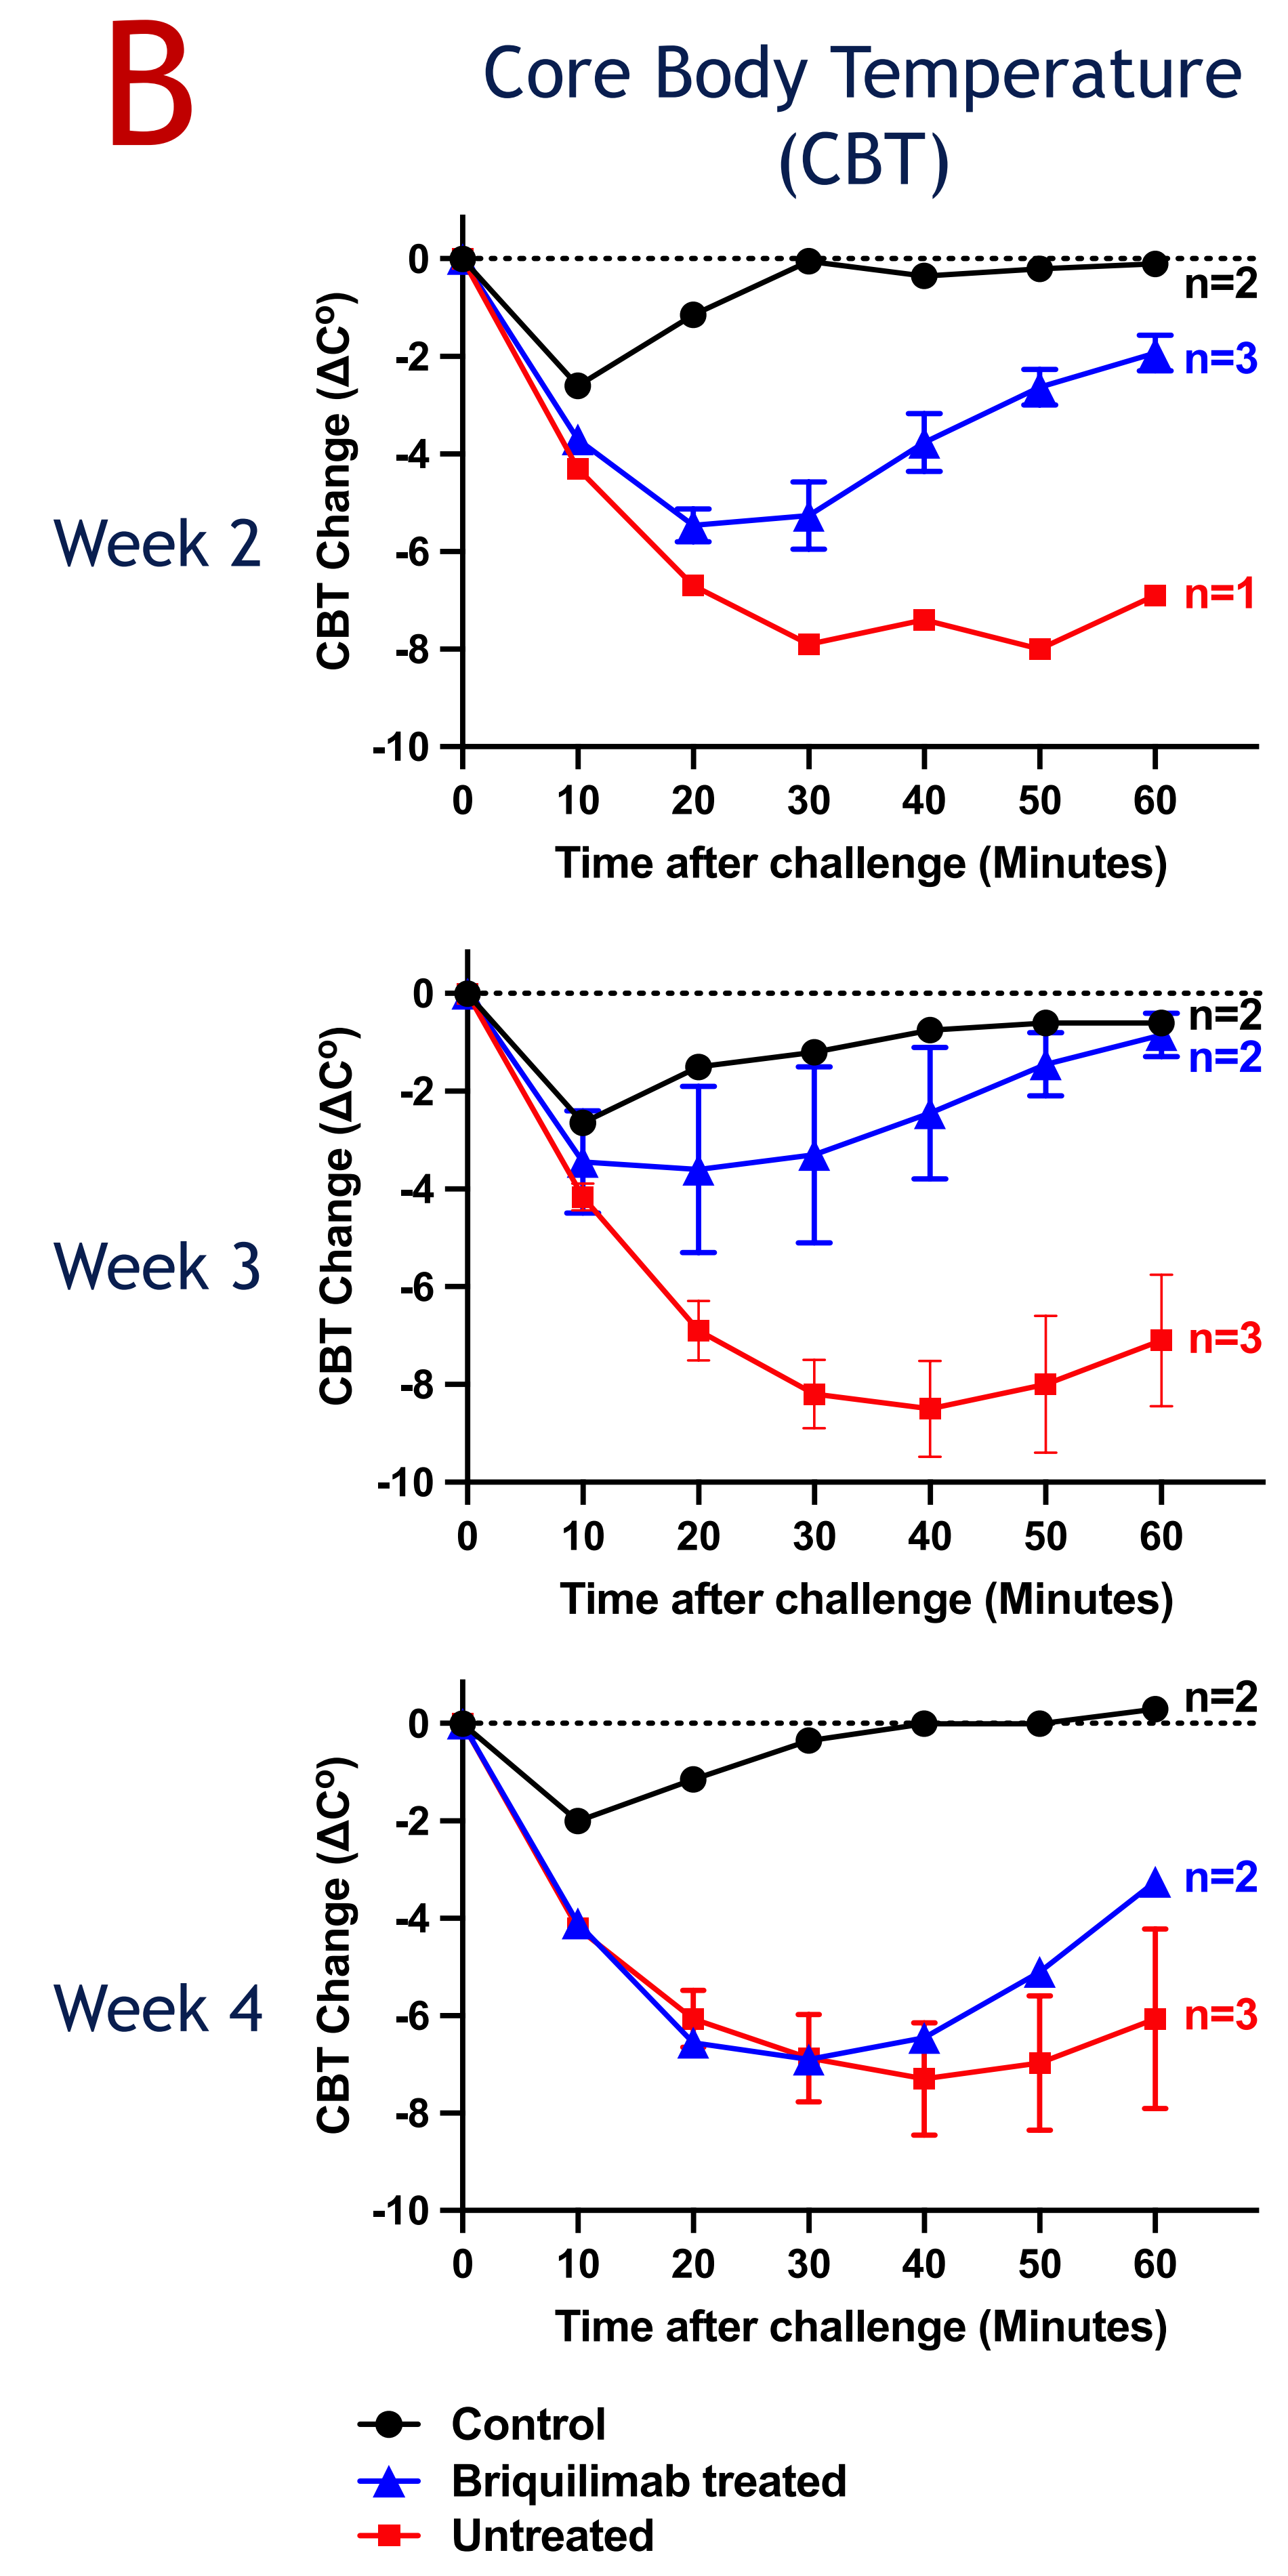 B
Core Body Temperature
(CBT)
Week 2
CBT Change (ΔCº)
0
-2
-4
-6
-8
-10
n=2
n=3
n=1
0 10 20 30 40 50 60
Time after challenge (Minutes)
Week 3
CBT Change (ΔCº)
0
-2
-4
-6
-8
-10
n=2
n=2
n=3
0 10 20 30 40 50 60
Time after challenge (Minutes)
Week 4
CBT Change (ΔCº)
0
-2
-4
-6
-8
-10
n=2
n=2
n=3
0 10 20 30 40 50 60
Time after challenge (Minutes)
Control
Briquilimab treated
Untreated